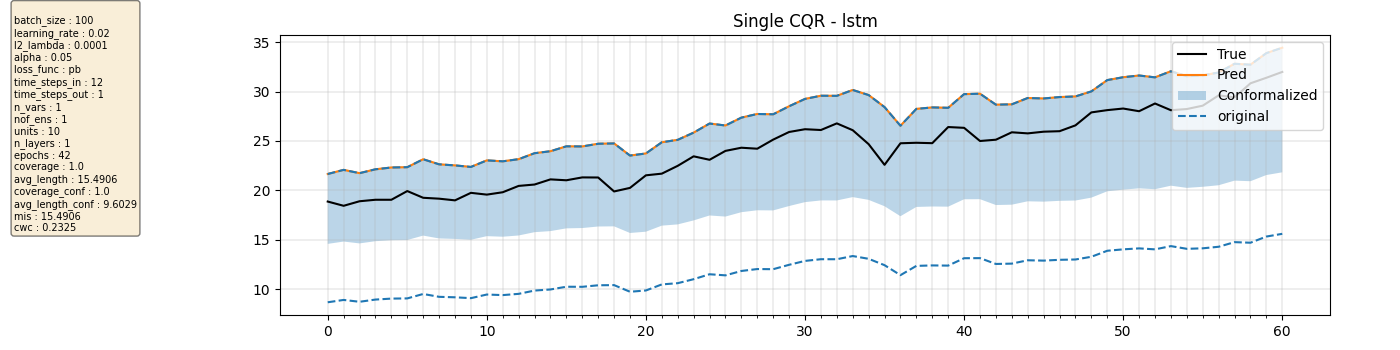 batch_size : 100
learning_rate : 0.02
l2_lambda : 0.0001
alpha : 0.05
loss_func : pb
time_steps_in : 12
time_steps_out : 1
n_vars : 1
nof_ens : 1
units : 10
n_layers : 1
epochs : 42
coverage : 1.0
avg_length : 15.4906
coverage_conf : 1.0
avg_length_conf : 9.6029
mis : 15.4906
cwc : 0.2325
Single CQR - lstm
35
30
25
20
15
10
True
Pred
Conformalized
original
0 10 20 30 40 50 60